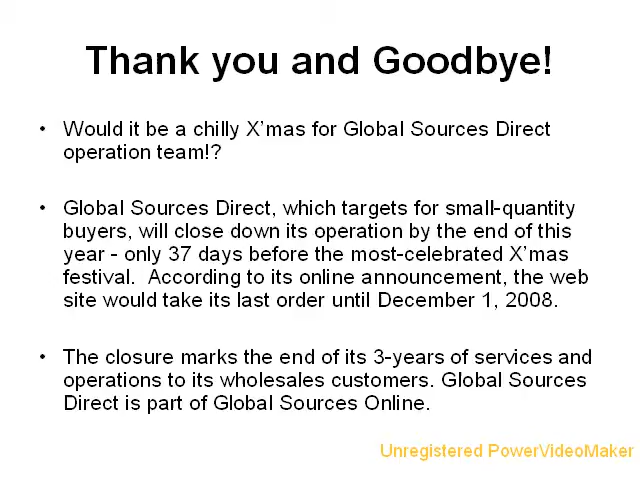 Thank you and Goodbye!
• Would it be a chilly X'mas for Global Sources Direct
operation team!?
• Global Sources Direct, which targets for small-quantity
buyers, will close down its operation by the end of this
year - only 37 days before the most-celebrated X'mas
festival.  According to its online announcement, the web
site would take its last order until December 1, 2008.
• The closure marks the end of its 3-years of services and
operations to its wholesales customers. Global Sources
Direct is part of Global Sources Online.
Unregistered PowerVideoMaker